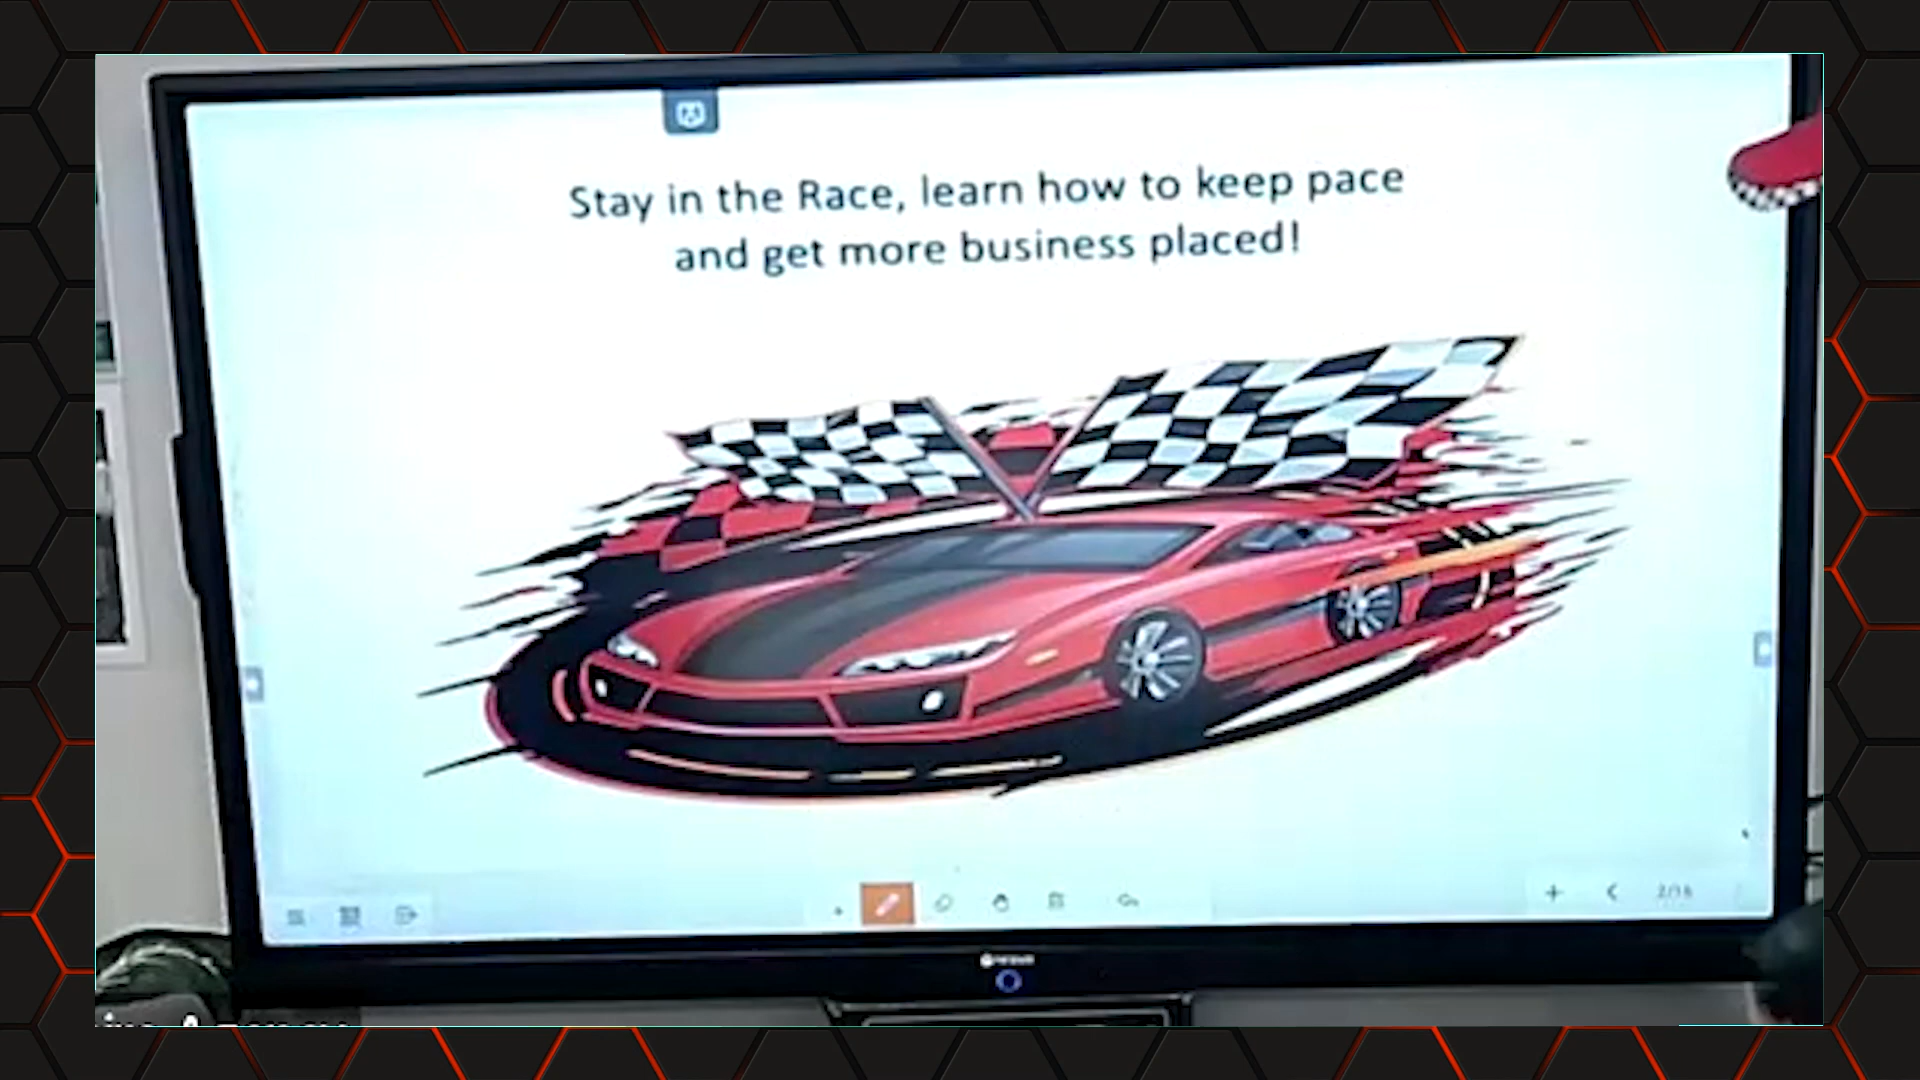 Stay in the Race, learn how to keep pace
and get more business placed!